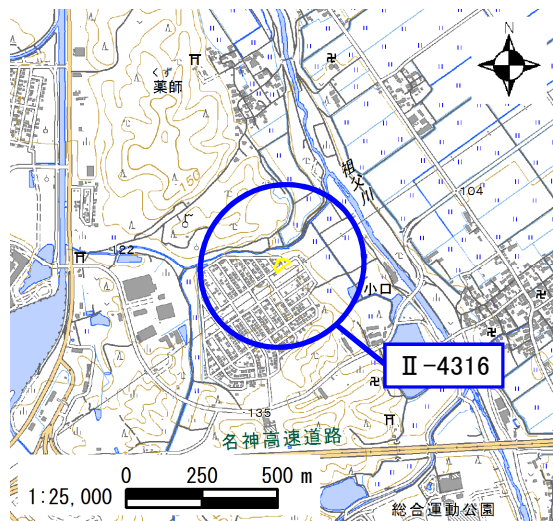 N
くず
薬師
150
祖父川
104
122
小口
Ⅱ-4316
135
名神高速道路
0 250 500 m
1:25,000
総合運動公園